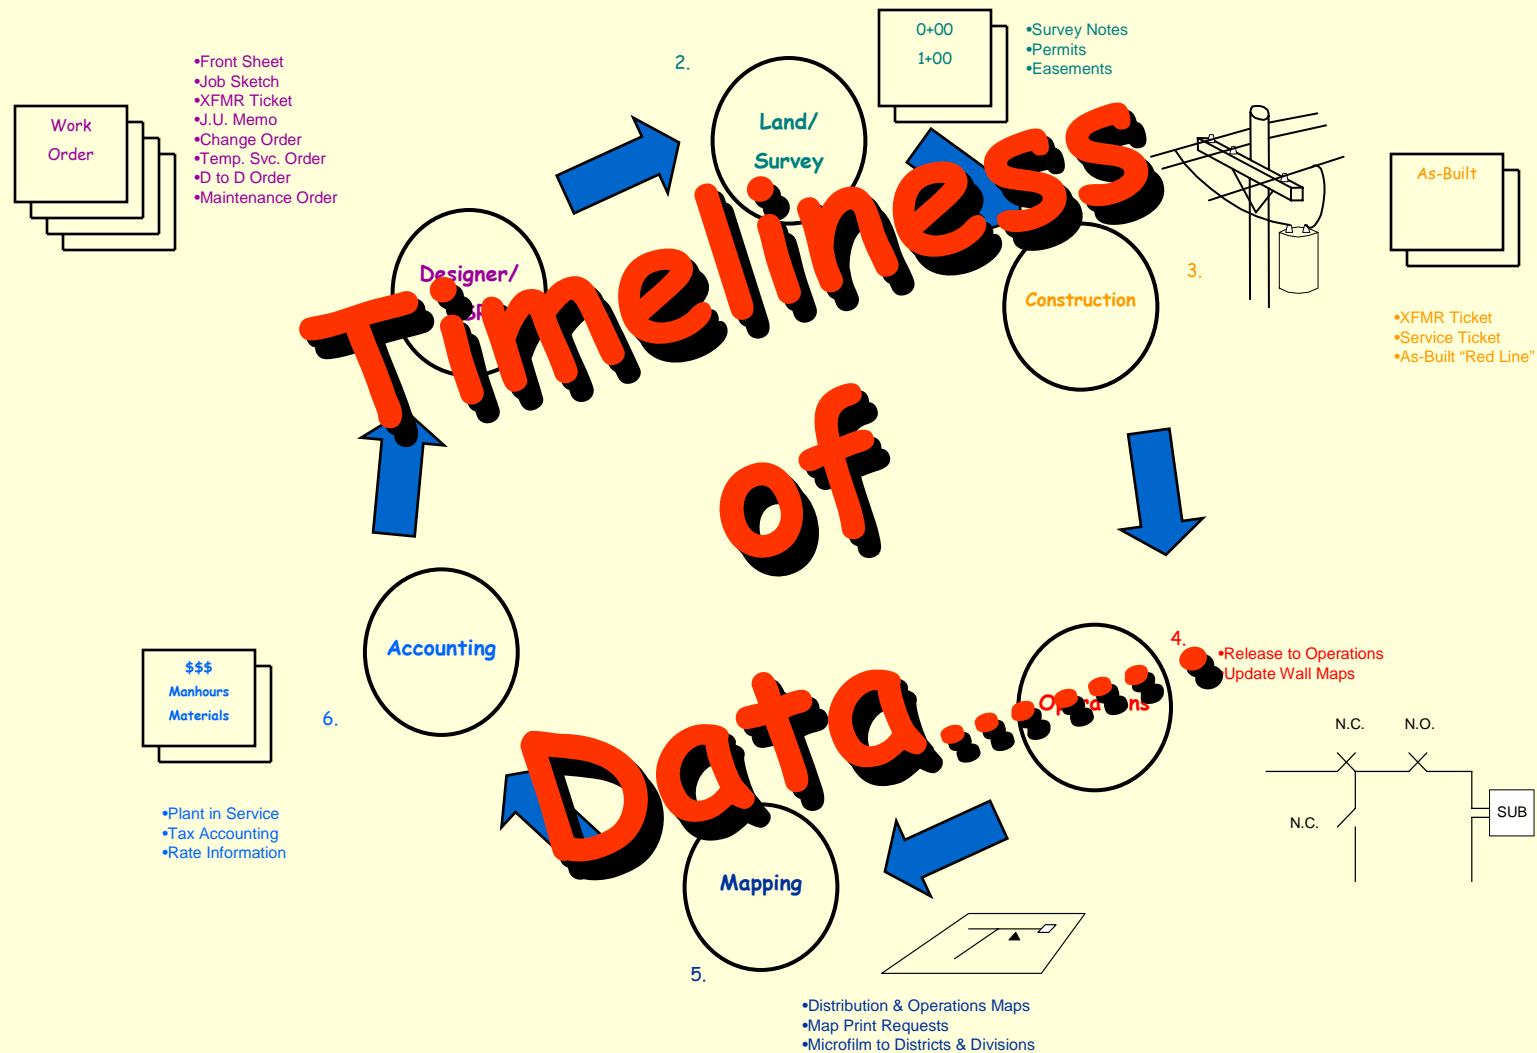 Work
Order
•Front Sheet
•Job Sketch
•XFMR Ticket
•J.U. Memo
•Change Order
•Temp. Svc. Order
•D to D Order
•Maintenance Order
Designer/
2.
Land/
Survey
0+00
1+00
•Survey Notes
•Permits
•Easements
Timeliness
of
Data........
3.
Construction
As-Built
•XFMR Ticket
•Service Ticket
•As-Built “Red Line”
4.
Operations
•Release to Operations
•Update Wall Maps
N.C.
N.O.
N.C.
SUB
5.
Mapping
•Distribution & Operations Maps
•Map Print Requests
•Microfilm to Districts & Divisions
6.
Accounting
$$$
Manhours
Materials
•Plant in Service
•Tax Accounting
•Rate Information